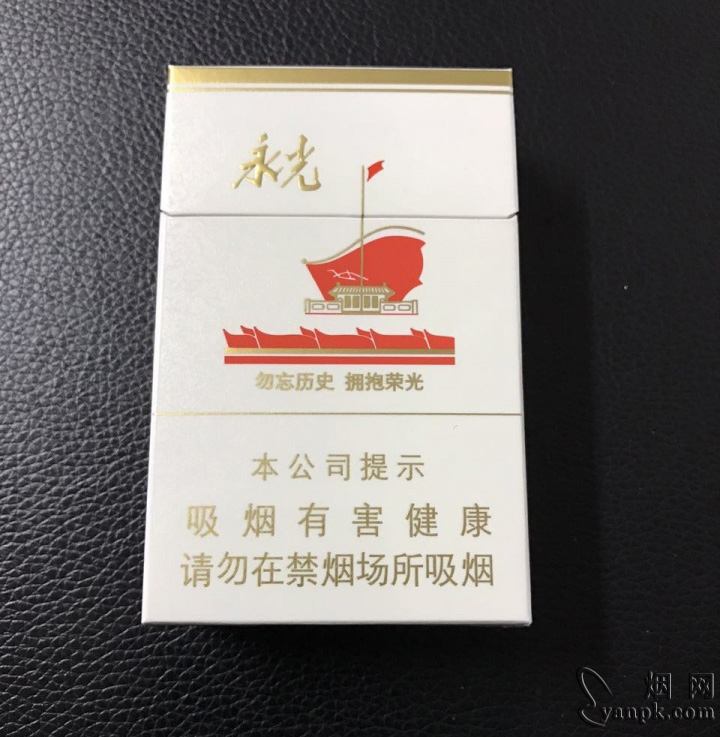 永光
勿忘历史 拥抱荣光
本公司提示
吸烟有害健康
请勿在禁烟场所吸烟
烟网
yanpk.com